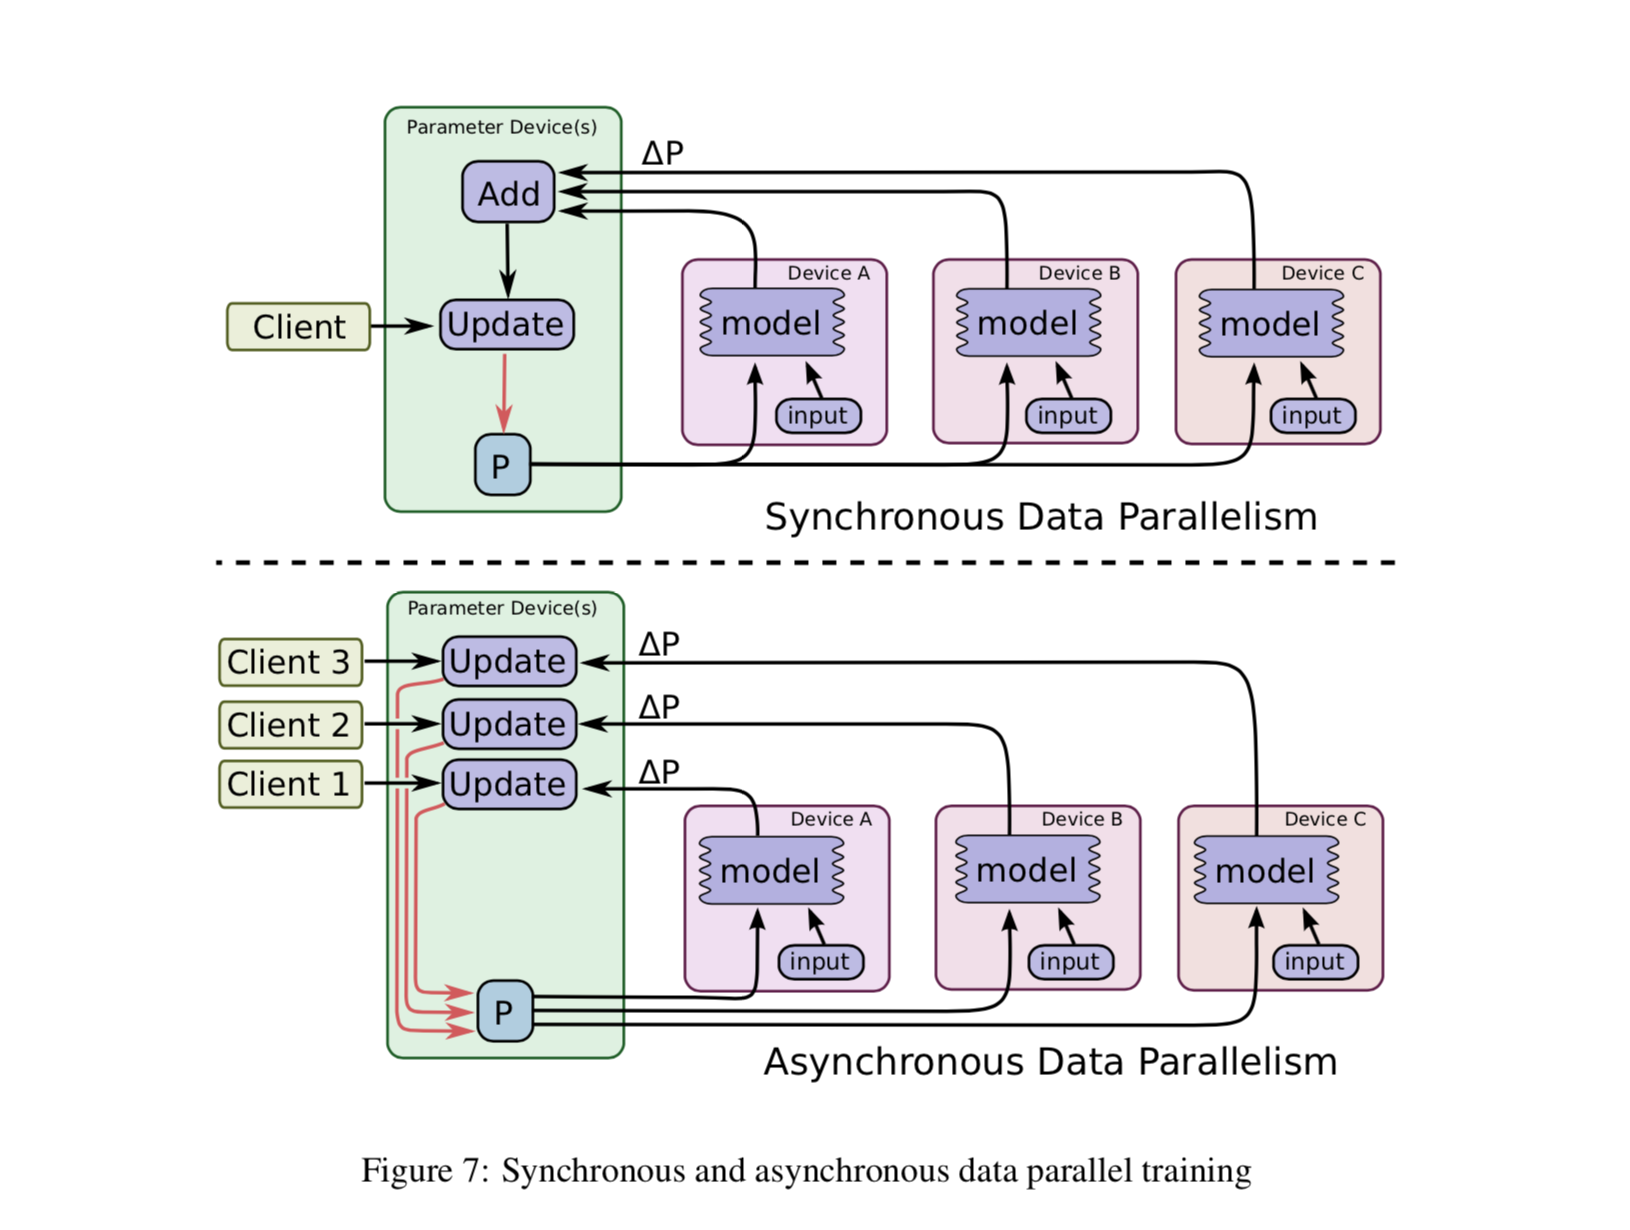 Parameter Device(s)
ΔP
Add
Device A
Device B
Device C
Client
Update
model
model
model
input
input
input
P
Synchronous Data Parallelism
Parameter Device(s)
Client 3
Update
ΔP
Client 2
Update
ΔP
Client 1
Update
ΔP
Device A
Device B
Device C
model
model
model
input
input
input
P
Asynchronous Data Parallelism
Figure 7: Synchronous and asynchronous data parallel training